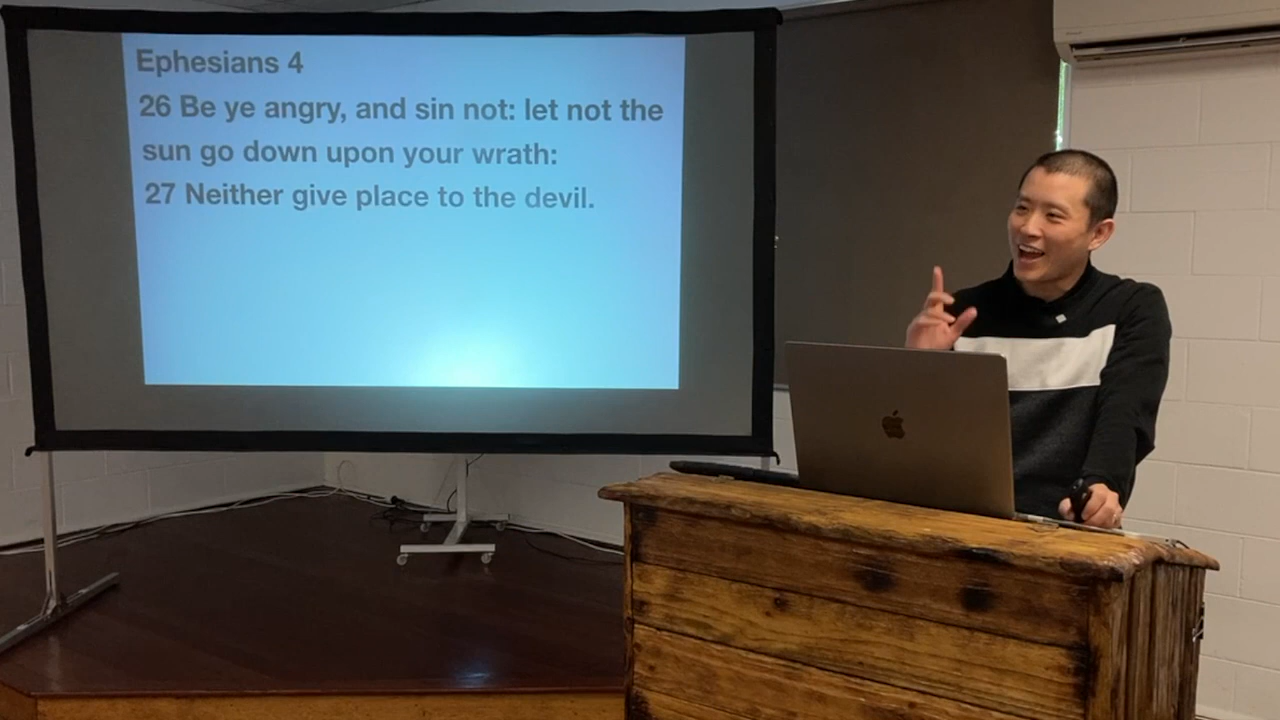 Ephesians 4
26 Be ye angry, and sin not: let not the
sun go down upon your wrath:
27 Neither give place to the devil.